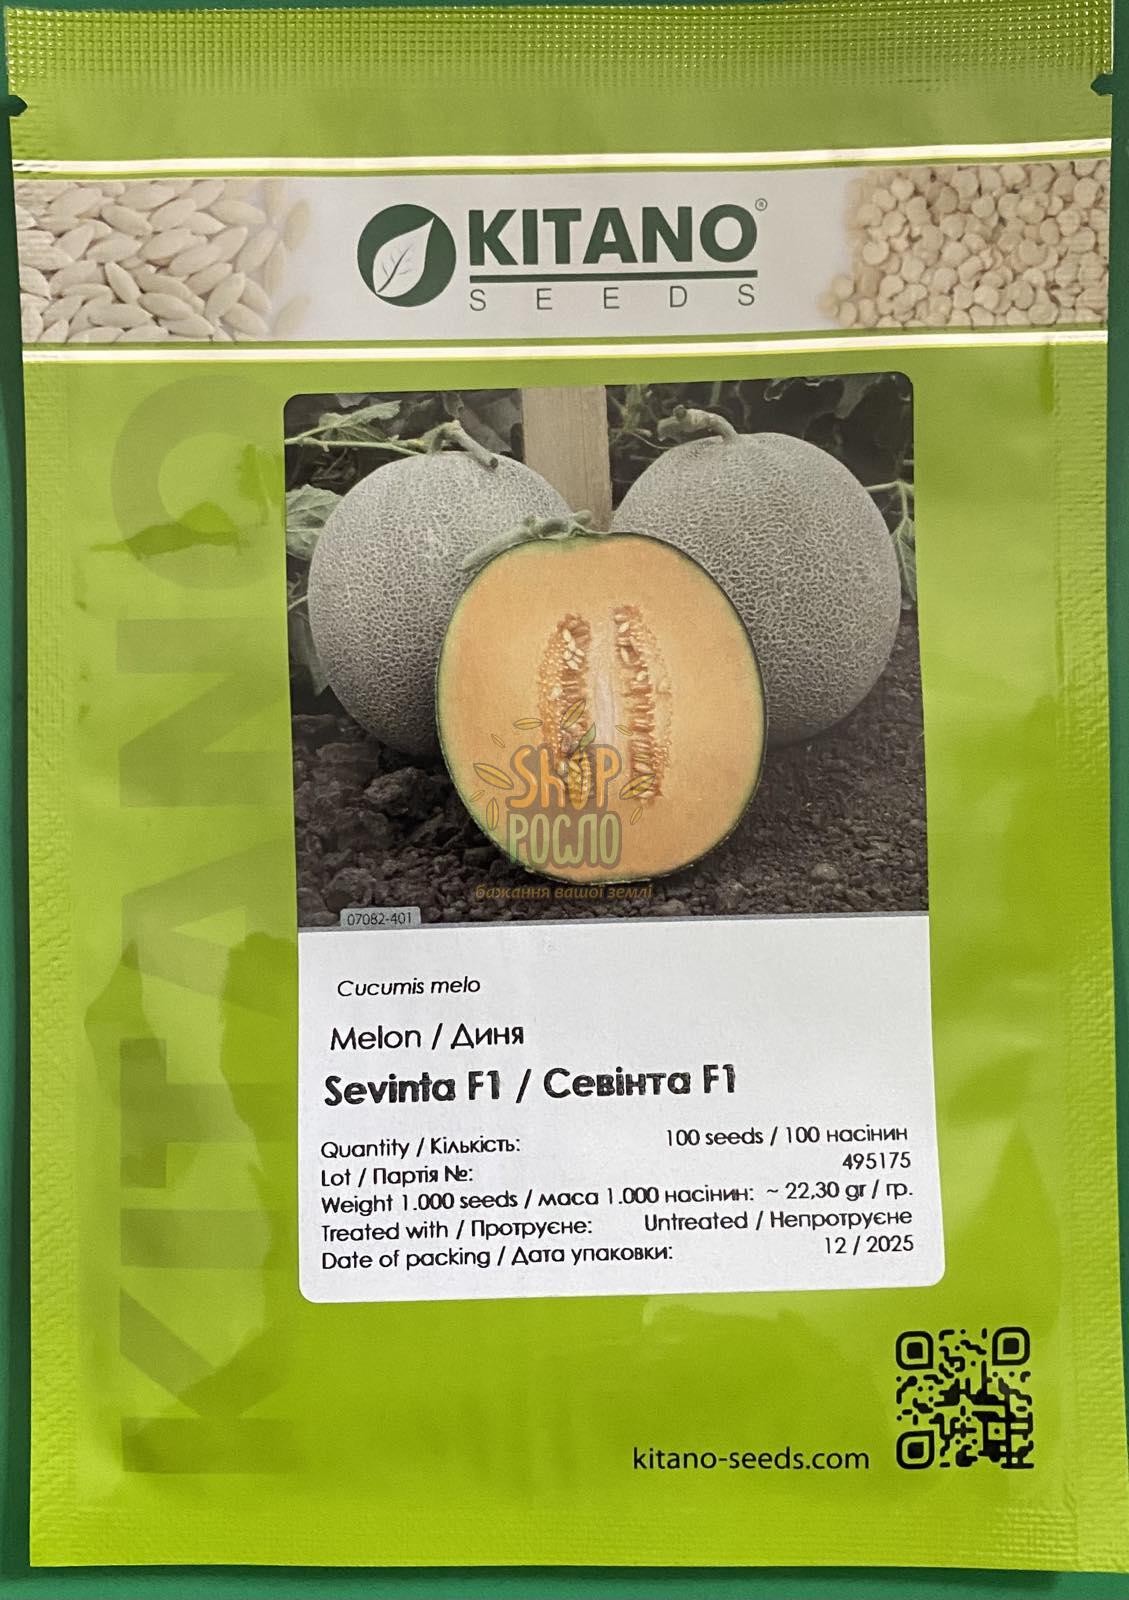 KITANO®
SEEDS
KITANO
SHOP
РОСЛО
бажання вашої землі
07082-401
Cucumis melo
Melon / Диня
Sevinta F1 / Севінта F1
Quantity / Кількість: 100 seeds / 100 насінин
Lot / Партія №: 495175
Weight 1.000 seeds / маса 1.000 насінин: ~ 22,30 gr / гр.
Treated with / Протруєне: Untreated / Непротруєне
Date of packing / Дата упаковки: 12 / 2025
kitano-seeds.com